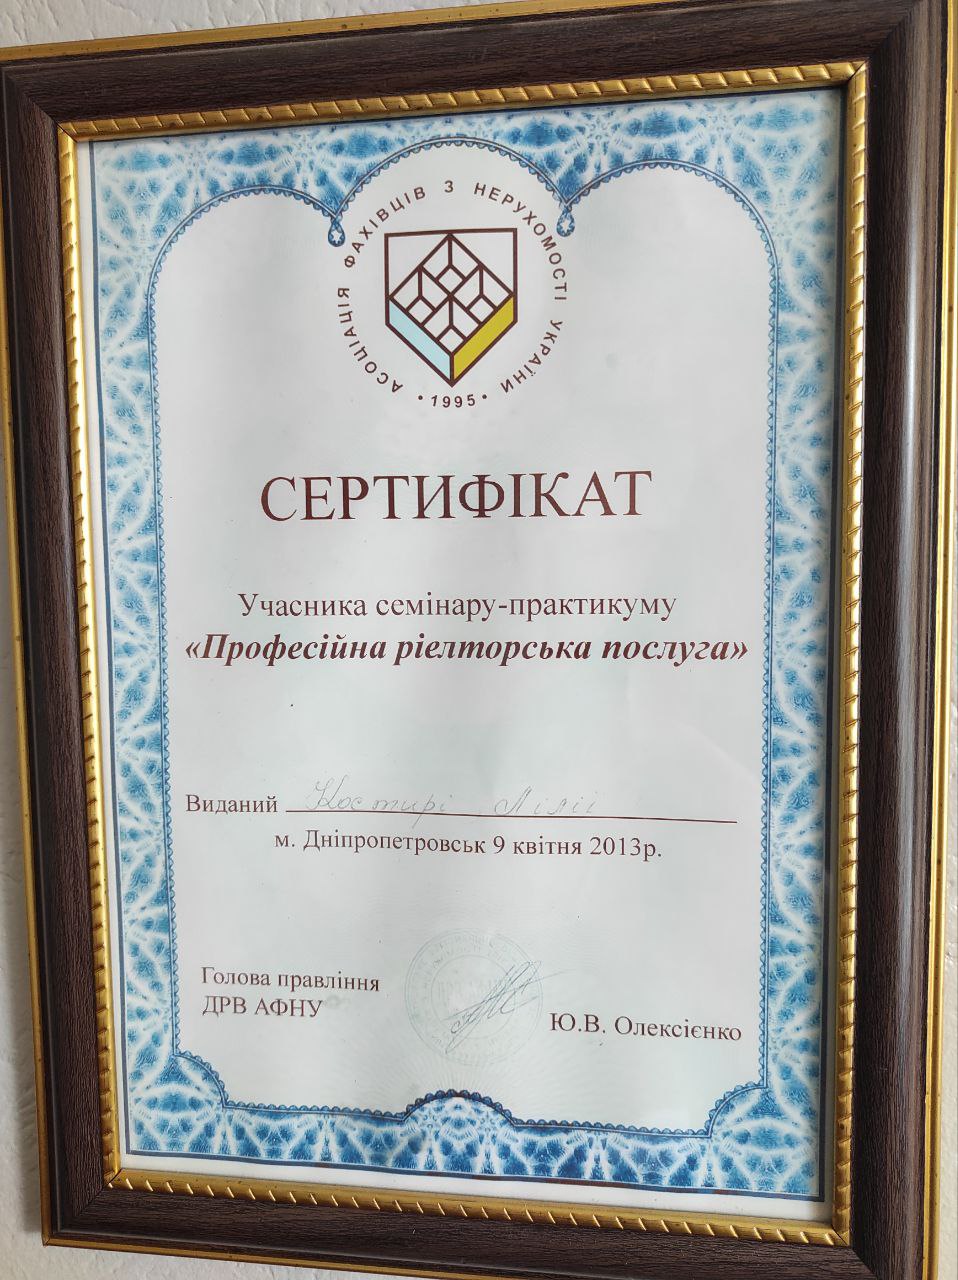 АСОЦІАЦІЯ ФАХІВЦІВ З НЕРУХОМОСТІ УКРАЇНИ
• 1995 •
СЕРТИФІКАТ
Учасника семінару-практикуму
«Професійна ріелторська послуга»
Виданий Костирі Лілії
м. Дніпропетровськ 9 квітня 2013р.
Голова правління
ДРВ АФНУ
Ю.В. Олексієнко